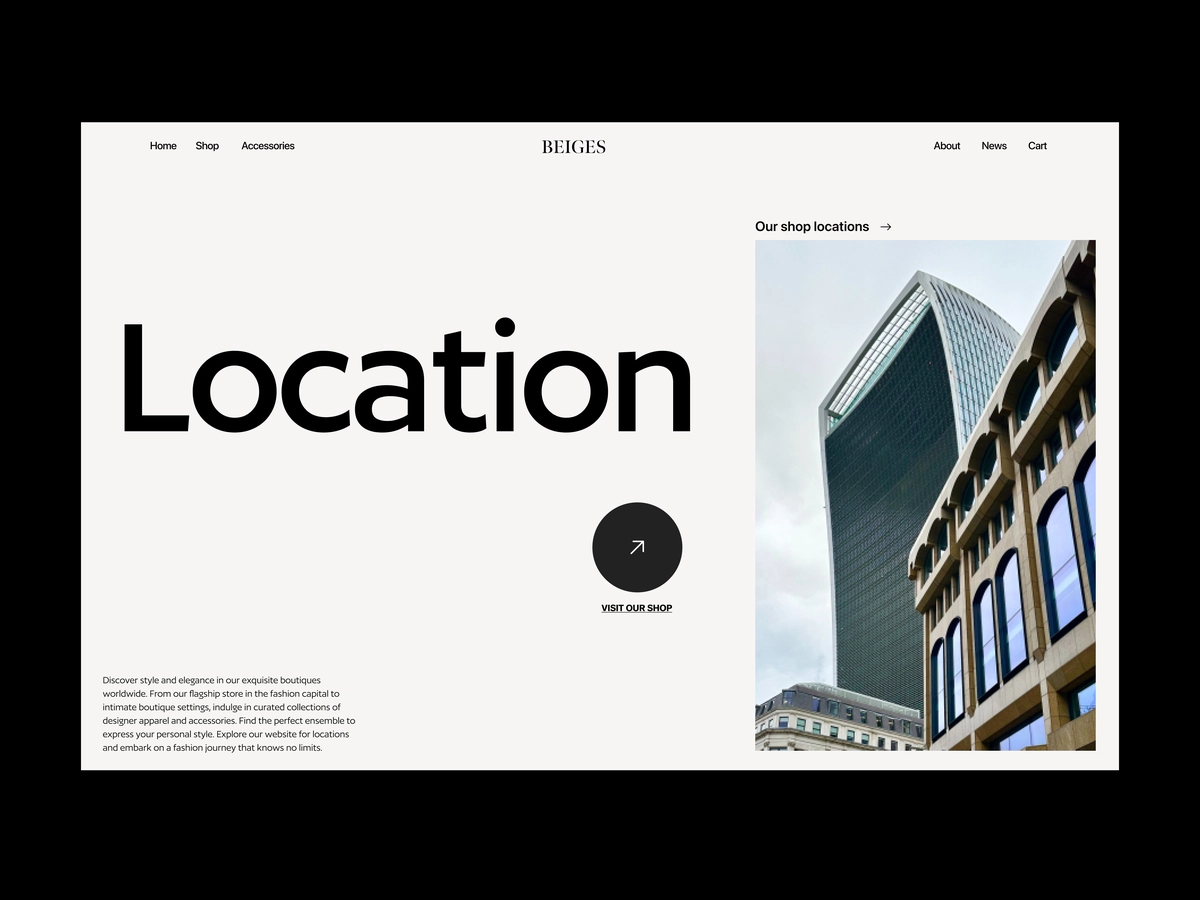 Home Shop Accessories BEIGES About News Cart
Our shop locations →
Location
VISIT OUR SHOP
Discover style and elegance in our exquisite boutiques
worldwide. From our flagship store in the fashion capital to
intimate boutique settings, indulge in curated collections of
designer apparel and accessories. Find the perfect ensemble to
express your personal style. Explore our website for locations
and embark on a fashion journey that knows no limits.